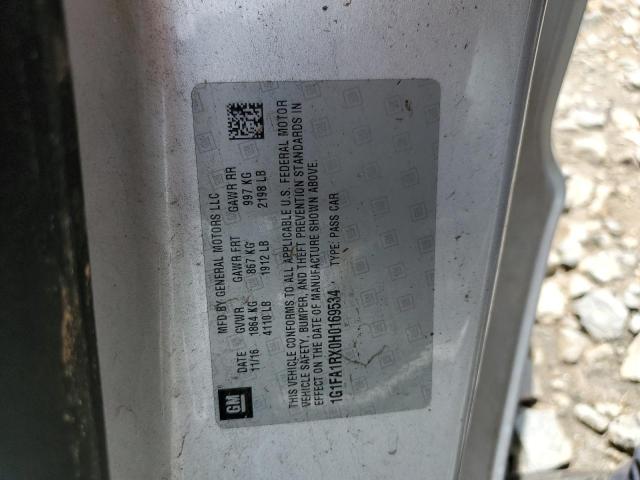 GM
MFD BY GENERAL MOTORS LLC
DATE GVWR GAWR FRT GAWR RR
11/16 1864 KG 867 KG 997 KG
4110 LB 1912 LB 2198 LB
THIS VEHICLE CONFORMS TO ALL APPLICABLE U.S. FEDERAL MOTOR
VEHICLE SAFETY, BUMPER, AND THEFT PREVENTION STANDARDS IN
EFFECT ON THE DATE OF MANUFACTURE SHOWN ABOVE.
1G1FA1RX0H0169534 TYPE: PASS CAR